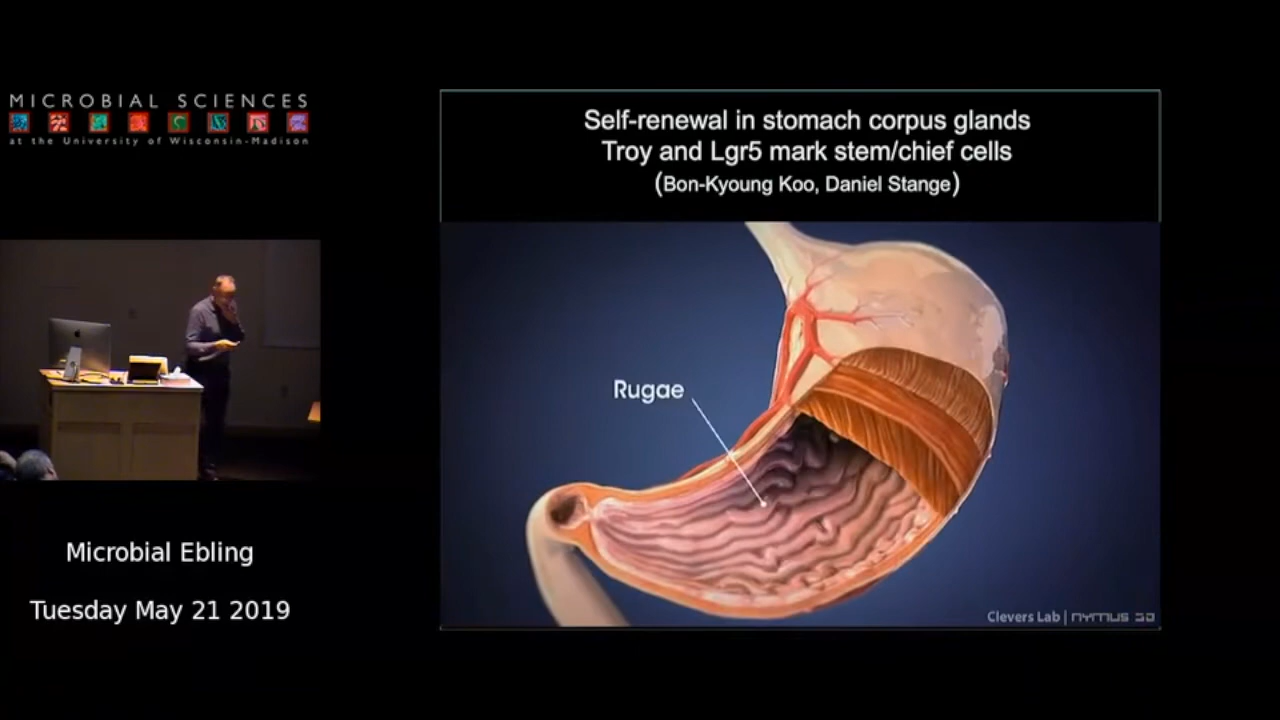 MICROBIAL SCIENCES
at the University of Wisconsin-Madison
Self-renewal in stomach corpus glands
Troy and Lgr5 mark stem/chief cells
(Bon-Kyoung Koo, Daniel Stange)
Rugae
Clevers Lab | NYMUS 3D
Microbial Ebling
Tuesday May 21 2019